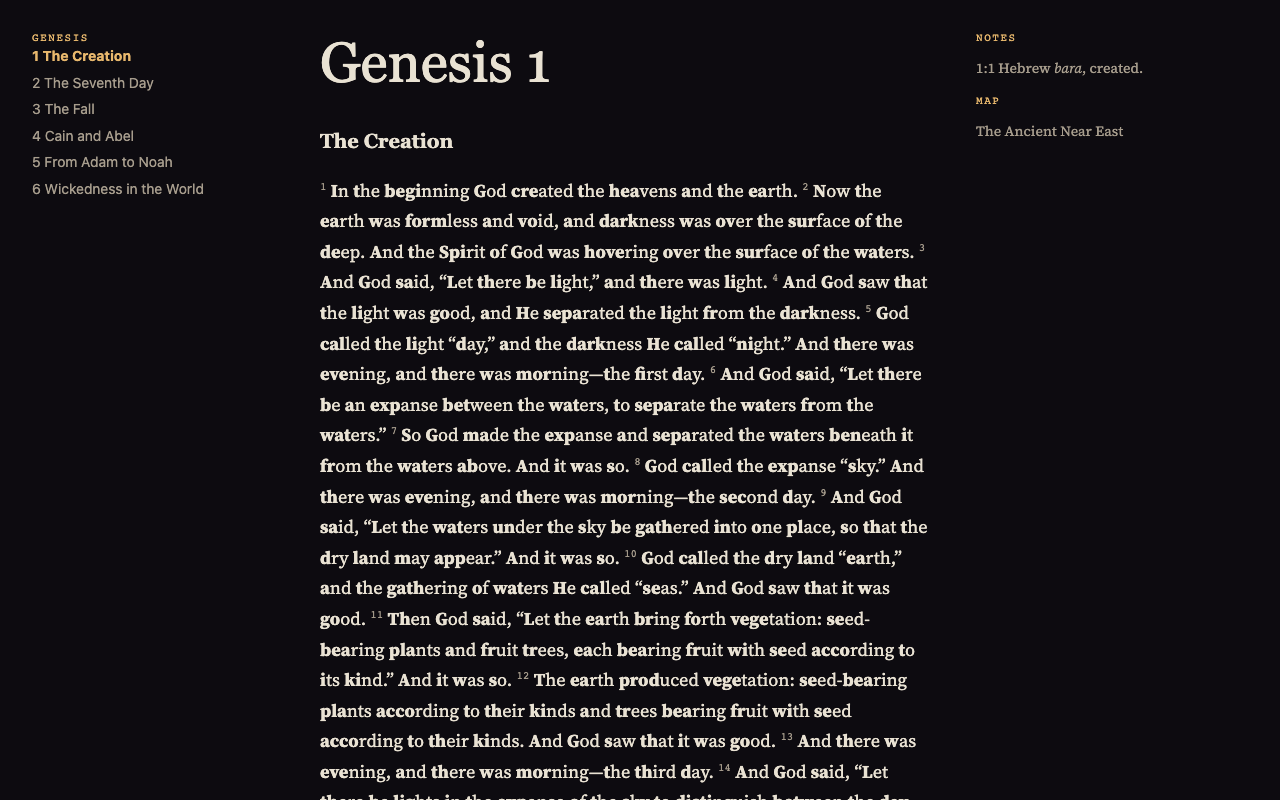 GENESIS
1 The Creation
2 The Seventh Day
3 The Fall
4 Cain and Abel
5 From Adam to Noah
6 Wickedness in the World
Genesis 1
The Creation
1 In the beginning God created the heavens and the earth. 2 Now the
earth was formless and void, and darkness was over the surface of the
deep. And the Spirit of God was hovering over the surface of the waters. 3
And God said, “Let there be light,” and there was light. 4 And God saw that
the light was good, and He separated the light from the darkness. 5 God
called the light “day,” and the darkness He called “night.” And there was
evening, and there was morning—the first day. 6 And God said, “Let there
be an expanse between the waters, to separate the waters from the
waters.” 7 So God made the expanse and separated the waters beneath it
from the waters above. And it was so. 8 God called the expanse “sky.” And
there was evening, and there was morning—the second day. 9 And God
said, “Let the waters under the sky be gathered into one place, so that the
dry land may appear.” And it was so. 10 God called the dry land “earth,”
and the gathering of waters He called “seas.” And God saw that it was
good. 11 Then God said, “Let the earth bring forth vegetation: seed-
bearing plants and fruit trees, each bearing fruit with seed according to
its kind.” And it was so. 12 The earth produced vegetation: seed-bearing
plants according to their kinds and trees bearing fruit with seed
according to their kinds. And God saw that it was good. 13 And there was
evening, and there was morning—the third day. 14 And God said, “Let
there be lights in the expanse of the sky to distinguish between the day
NOTES
1:1 Hebrew bara, created.
MAP
The Ancient Near East